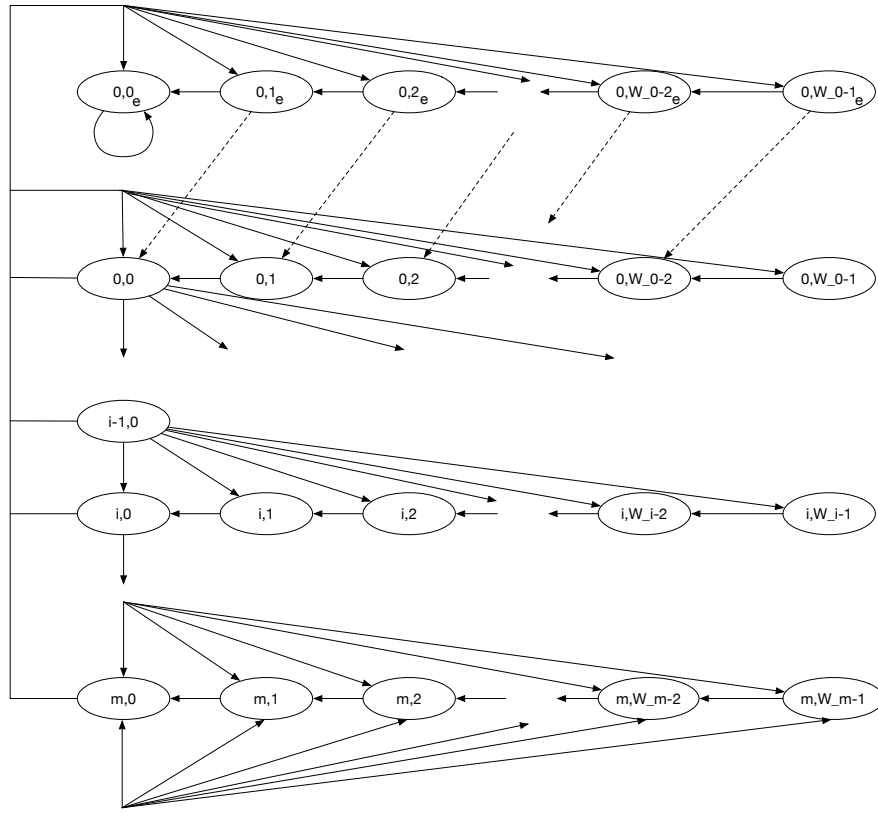 0,0e 0,1e 0,2e 0,W_0-2e 0,W_0-1e
0,0 0,1 0,2 0,W_0-2 0,W_0-1
i-1,0
i,0 i,1 i,2 i,W_i-2 i,W_i-1
m,0 m,1 m,2 m,W_m-2 m,W_m-1